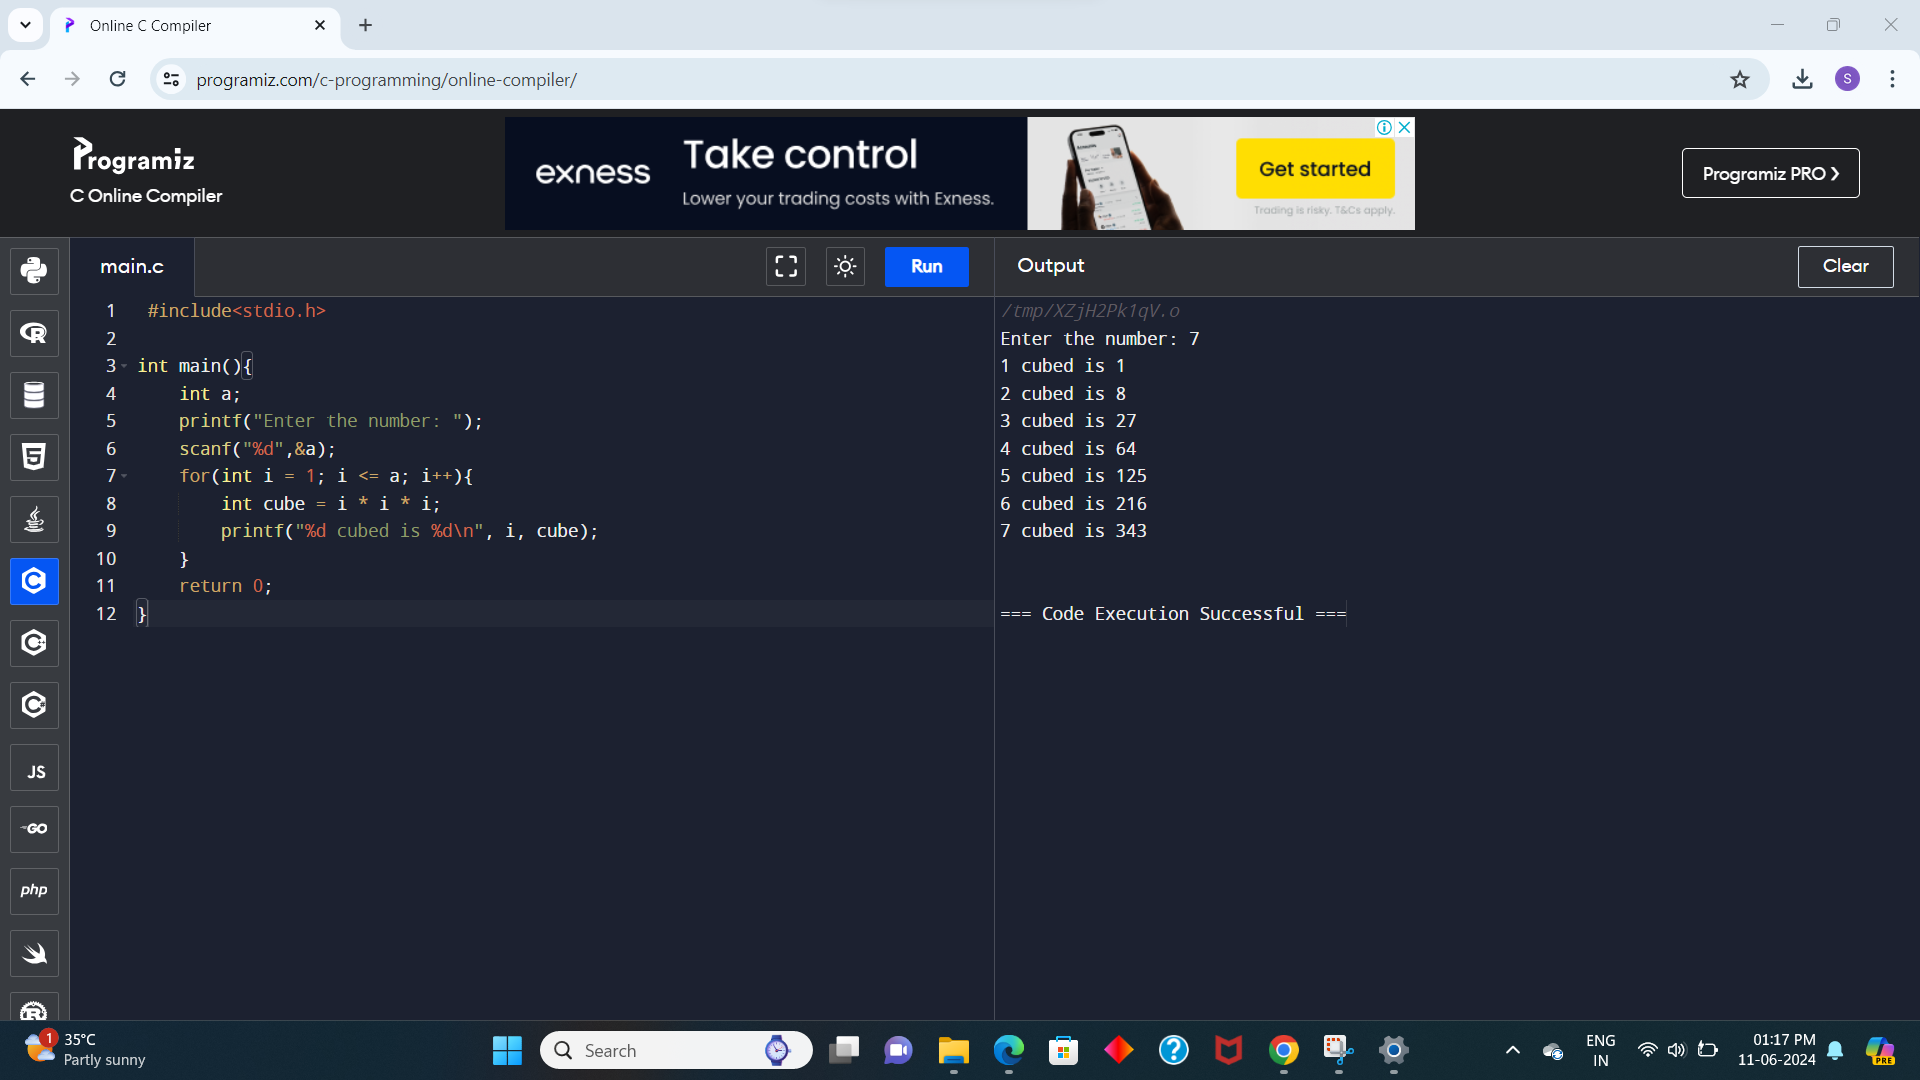 Online C Compiler
programiz.com/c-programming/online-compiler/
S
Programiz
C Online Compiler
exness
Take control
Lower your trading costs with Exness.
Get started
Trading is risky. T&Cs apply.
Programiz PRO ❯
main.c
Run
Output
Clear
1 #include<stdio.h>
2
3 int main(){
4 int a;
5 printf("Enter the number: ");
6 scanf("%d",&a);
7 for(int i = 1; i <= a; i++){
8 int cube = i * i * i;
9 printf("%d cubed is %d\n", i, cube);
10 }
11 return 0;
12 }
/tmp/XZjH2Pk1qV.o
Enter the number: 7
1 cubed is 1
2 cubed is 8
3 cubed is 27
4 cubed is 64
5 cubed is 125
6 cubed is 216
7 cubed is 343
=== Code Execution Successful ===
JS
GO
php
1
35°C
Partly sunny
Search
ENG
IN
01:17 PM
11-06-2024
PRE